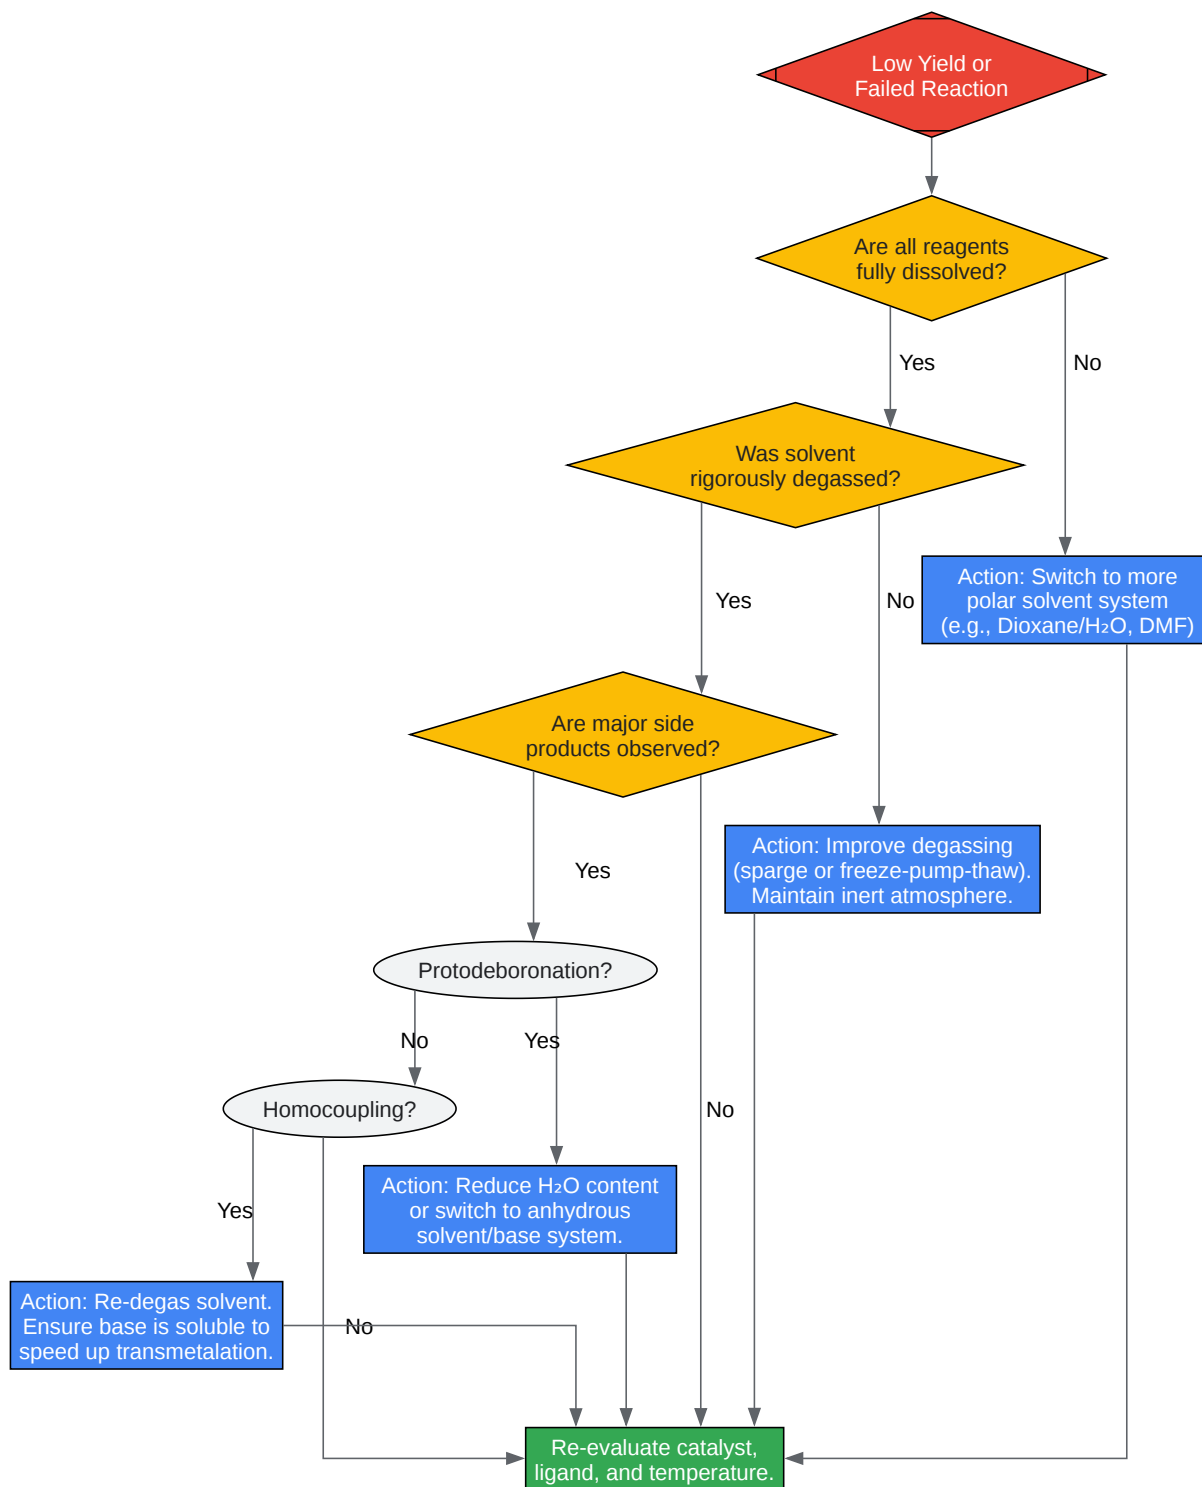 Low Yield or
Failed Reaction
Are all reagents
fully dissolved?
Yes
No
Was solvent
rigorously degassed?
Yes
No
Action: Switch to more
polar solvent system
(e.g., Dioxane/H₂O, DMF)
Are major side
products observed?
Yes
Action: Improve degassing
(sparge or freeze-pump-thaw).
Maintain inert atmosphere.
Protodeboronation?
No
Yes
Homocoupling?
No
Yes
Action: Reduce H₂O content
or switch to anhydrous
solvent/base system.
Action: Re-degas solvent.
Ensure base is soluble to
speed up transmetalation.
No
Re-evaluate catalyst,
ligand, and temperature.